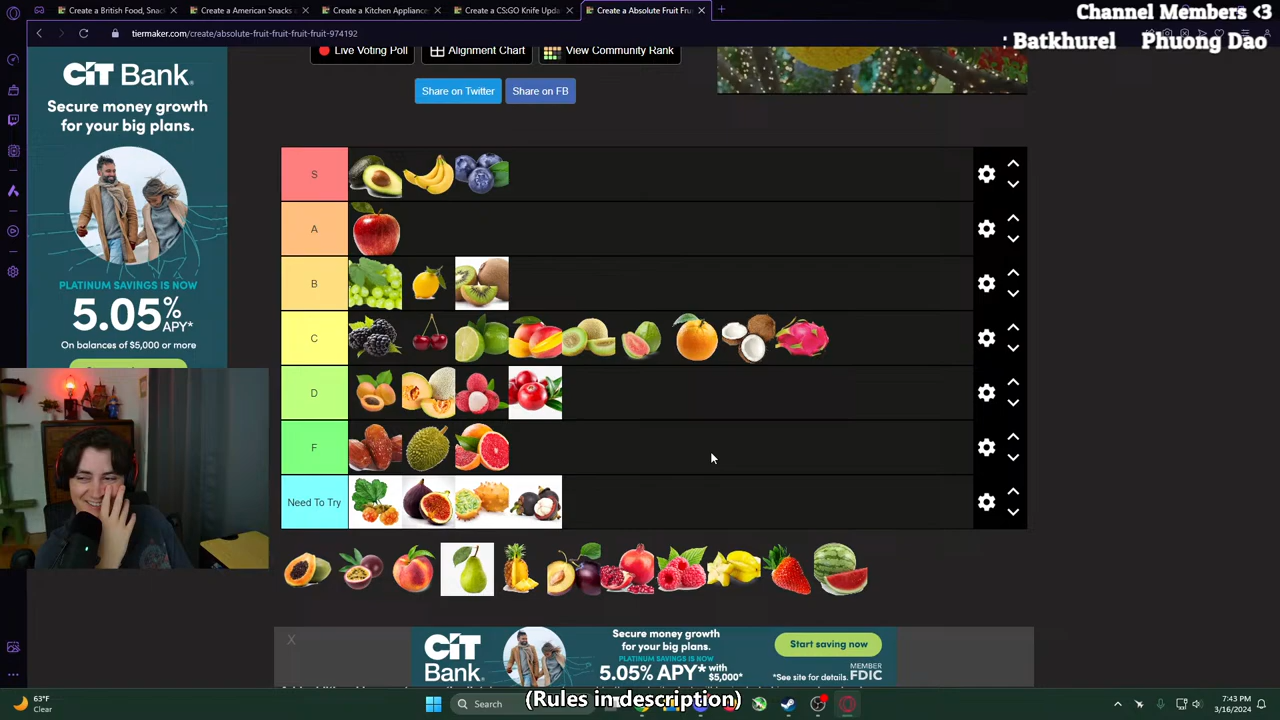 Create a British Food, Snack
Create a American Snacks a
Create a Kitchen Appliance
Create a CS:GO Knife Upda
Create a Absolute Fruit Fru
Channel Members <3
: Batkhurel Phuong Dao
tiermaker.com/create/absolute-fruit-fruit-fruit-fruit-974192
Live Voting Poll
Alignment Chart
View Community Rank
Share on Twitter
Share on FB
CIT Bank®
Secure money growth
for your big plans.
PLATINUM SAVINGS IS NOW
5.05% APY*
On balances of $5,000 or more
S
A
B
C
D
F
Need To Try
X
CIT
Bank
Secure money growth
for your big plans.
PLATINUM SAVINGS IS NOW
5.05% APY* with $5,000*
Start saving now
*See site for details.
MEMBER
FDIC
(Rules in description)
63°F
Clear
Search
7:43 PM
3/16/2024